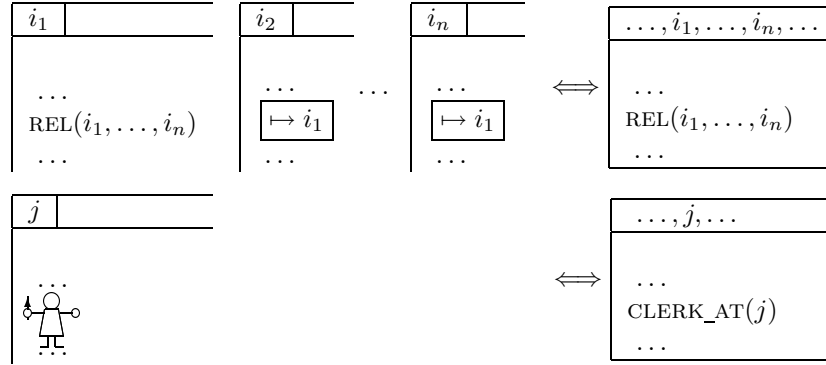 i₁ i₂ iₙ …, i₁, …, iₙ, …
… … … … …
REL(i₁, …, iₙ) ↦ i₁ ↦ i₁ ⟺ REL(i₁, …, iₙ)
… … … …
j …, j, …
… ⟺ …
CLERK_AT(j)
… …